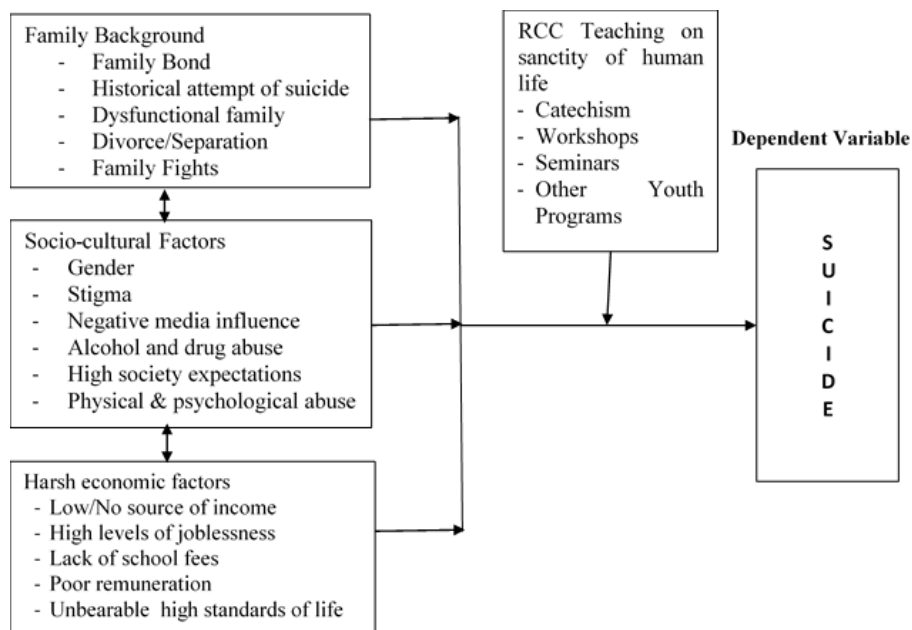 Family Background
- Family Bond
- Historical attempt of suicide
- Dysfunctional family
- Divorce/Separation
- Family Fights
Socio-cultural Factors
- Gender
- Stigma
- Negative media influence
- Alcohol and drug abuse
- High society expectations
- Physical & psychological abuse
Harsh economic factors
- Low/No source of income
- High levels of joblessness
- Lack of school fees
- Poor remuneration
- Unbearable high standards of life
RCC Teaching on
sanctity of human
life
- Catechism
- Workshops
- Seminars
- Other Youth
Programs
Dependent Variable
S
U
I
C
I
D
E